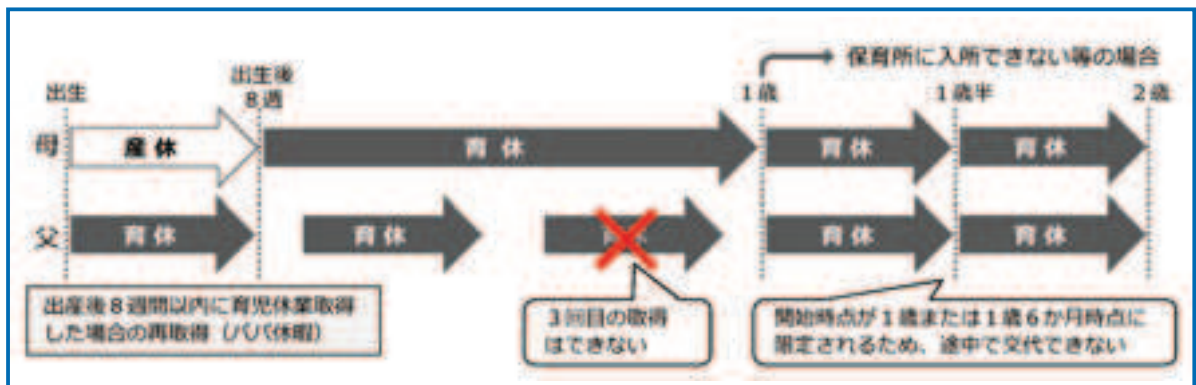 保育所に入所できない等の場合
出生
出生後
8週
1歳
1歳半
2歳
母
産休
育休
育休
育休
父
育休
育休
育休
育休
出産後8週間以内に育児休業取得
した場合の再取得（パパ休暇）
3回目の取得
はできない
開始時点が1歳または1歳6か月時点に
限定されるため、途中で交代できない